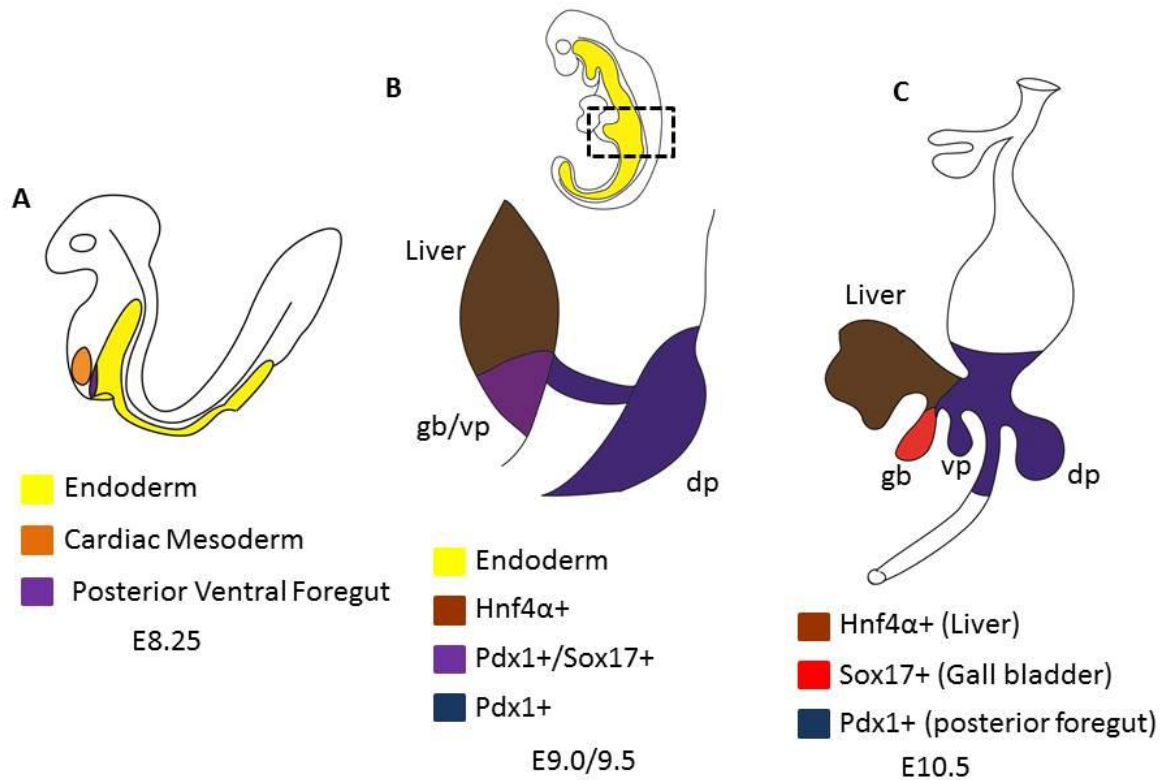 A
Endoderm
Cardiac Mesoderm
Posterior Ventral Foregut
E8.25
B
Liver
gb/vp
dp
Endoderm
Hnf4α+
Pdx1+/Sox17+
Pdx1+
E9.0/9.5
C
Liver
gb
vp
dp
Hnf4α+ (Liver)
Sox17+ (Gall bladder)
Pdx1+ (posterior foregut)
E10.5